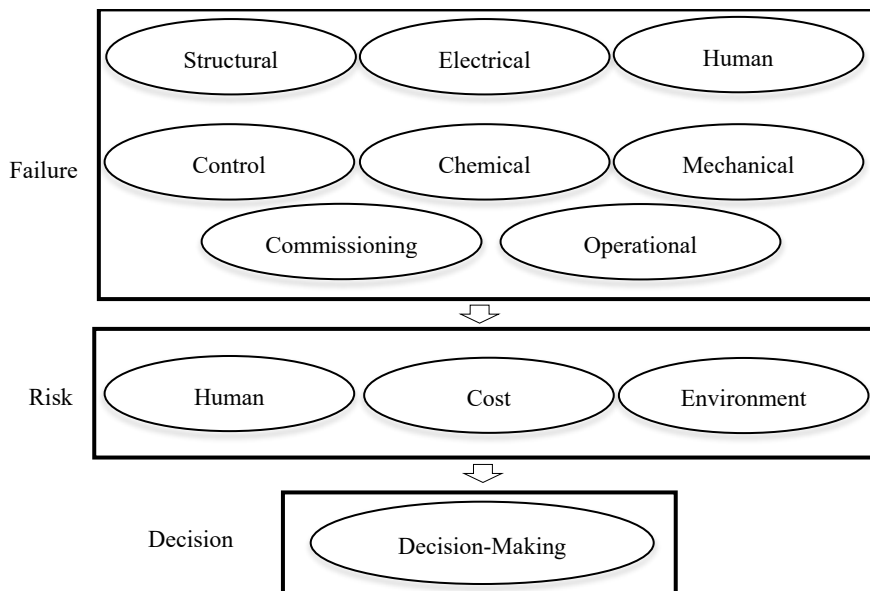 Structural Electrical Human
Failure
Control Chemical Mechanical
Commissioning Operational
Risk
Human Cost Environment
Decision
Decision-Making